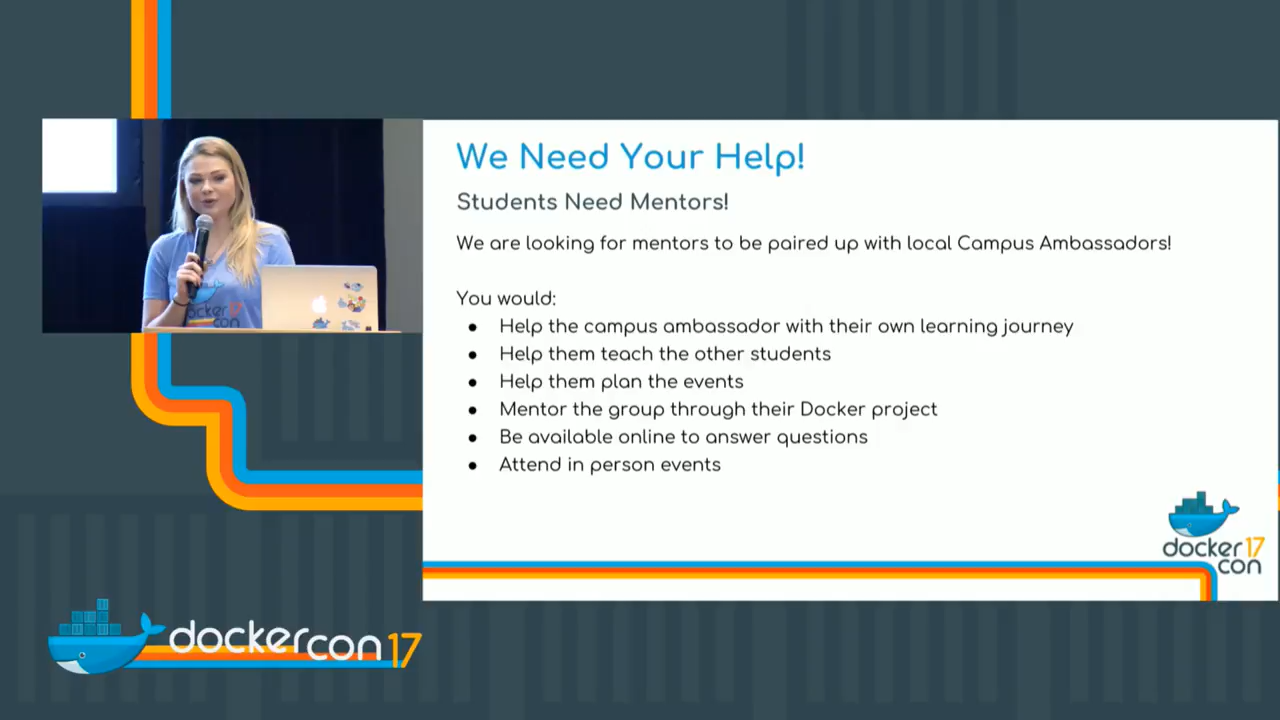 We Need Your Help!
Students Need Mentors!
We are looking for mentors to be paired up with local Campus Ambassadors!
You would:
● Help the campus ambassador with their own learning journey
● Help them teach the other students
● Help them plan the events
● Mentor the group through their Docker project
● Be available online to answer questions
● Attend in person events
docker 17
con
docker 17
con
dockercon 17